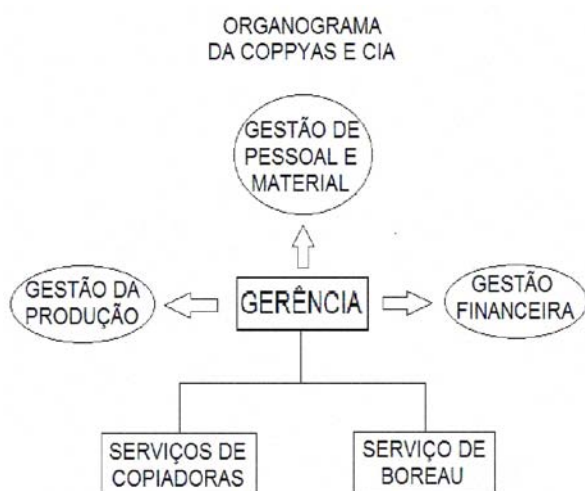 ORGANOGRAMA
DA COPPYAS E CIA
GESTÃO DE
PESSOAL E
MATERIAL
GESTÃO DA
PRODUÇÃO
GERÊNCIA
GESTÃO
FINANCEIRA
SERVIÇOS DE
COPIADORAS
SERVIÇO DE
BOREAU